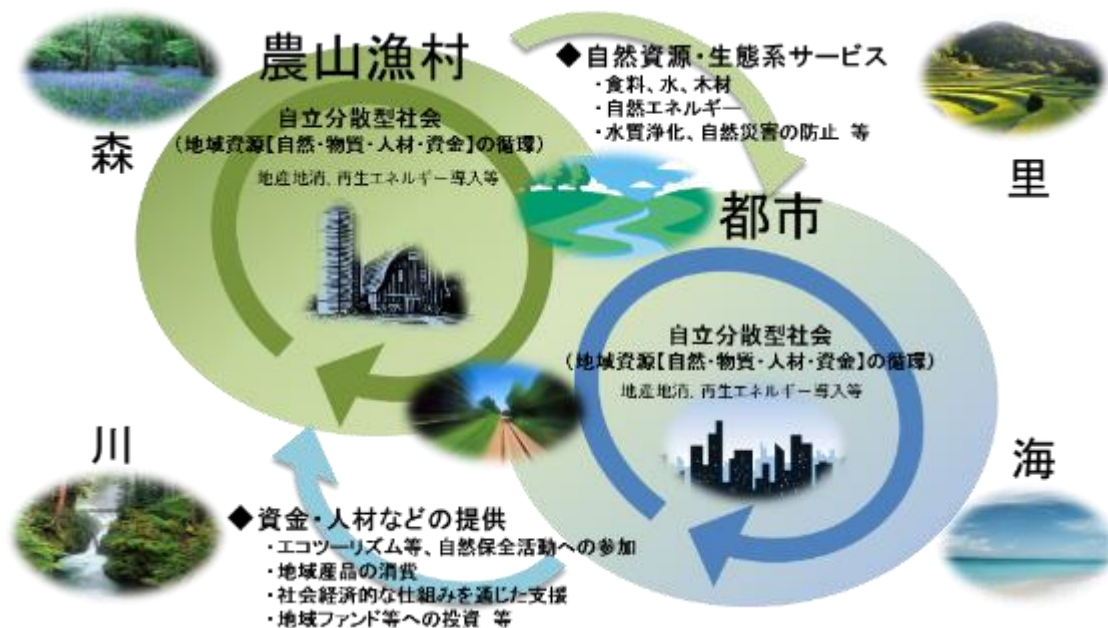 農山漁村
森
自立分散型社会
(地域資源【自然・物質・人材・資金】の循環)
地産地消、再生エネルギー導入等
◆自然資源・生態系サービス
・食料、水、木材
・自然エネルギー
・水質浄化、自然災害の防止 等
里
都市
自立分散型社会
(地域資源【自然・物質・人材・資金】の循環)
地産地消、再生エネルギー導入等
川
海
◆資金・人材などの提供
・エコツーリズム等、自然保全活動への参加
・地域産品の消費
・社会経済的な仕組みを通じた支援
・地域ファンド等への投資 等